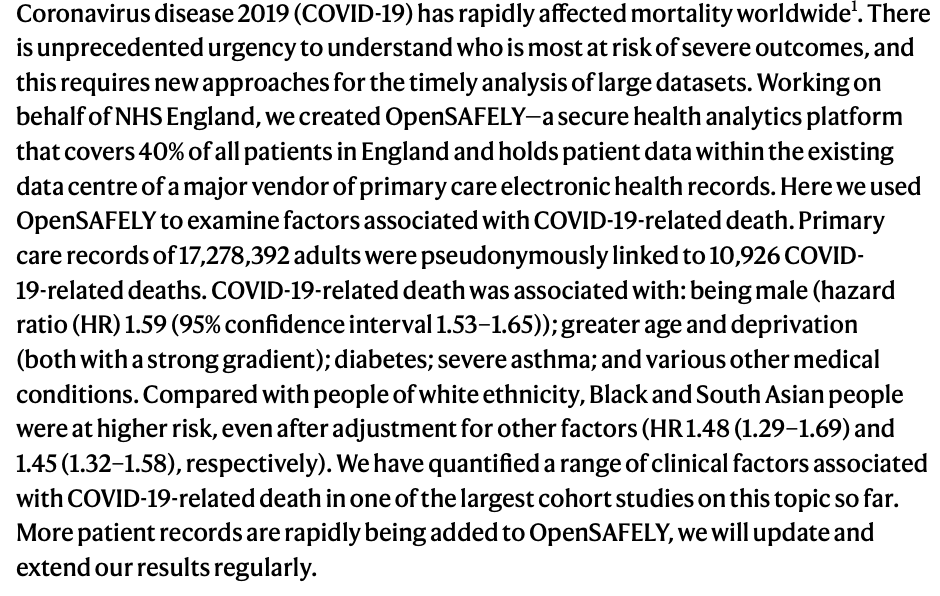 Coronavirus disease 2019 (COVID-19) has rapidly affected mortality worldwide¹. There
is unprecedented urgency to understand who is most at risk of severe outcomes, and
this requires new approaches for the timely analysis of large datasets. Working on
behalf of NHS England, we created OpenSAFELY—a secure health analytics platform
that covers 40% of all patients in England and holds patient data within the existing
data centre of a major vendor of primary care electronic health records. Here we used
OpenSAFELY to examine factors associated with COVID-19-related death. Primary
care records of 17,278,392 adults were pseudonymously linked to 10,926 COVID-
19-related deaths. COVID-19-related death was associated with: being male (hazard
ratio (HR) 1.59 (95% confidence interval 1.53–1.65)); greater age and deprivation
(both with a strong gradient); diabetes; severe asthma; and various other medical
conditions. Compared with people of white ethnicity, Black and South Asian people
were at higher risk, even after adjustment for other factors (HR 1.48 (1.29–1.69) and
1.45 (1.32–1.58), respectively). We have quantified a range of clinical factors associated
with COVID-19-related death in one of the largest cohort studies on this topic so far.
More patient records are rapidly being added to OpenSAFELY, we will update and
extend our results regularly.